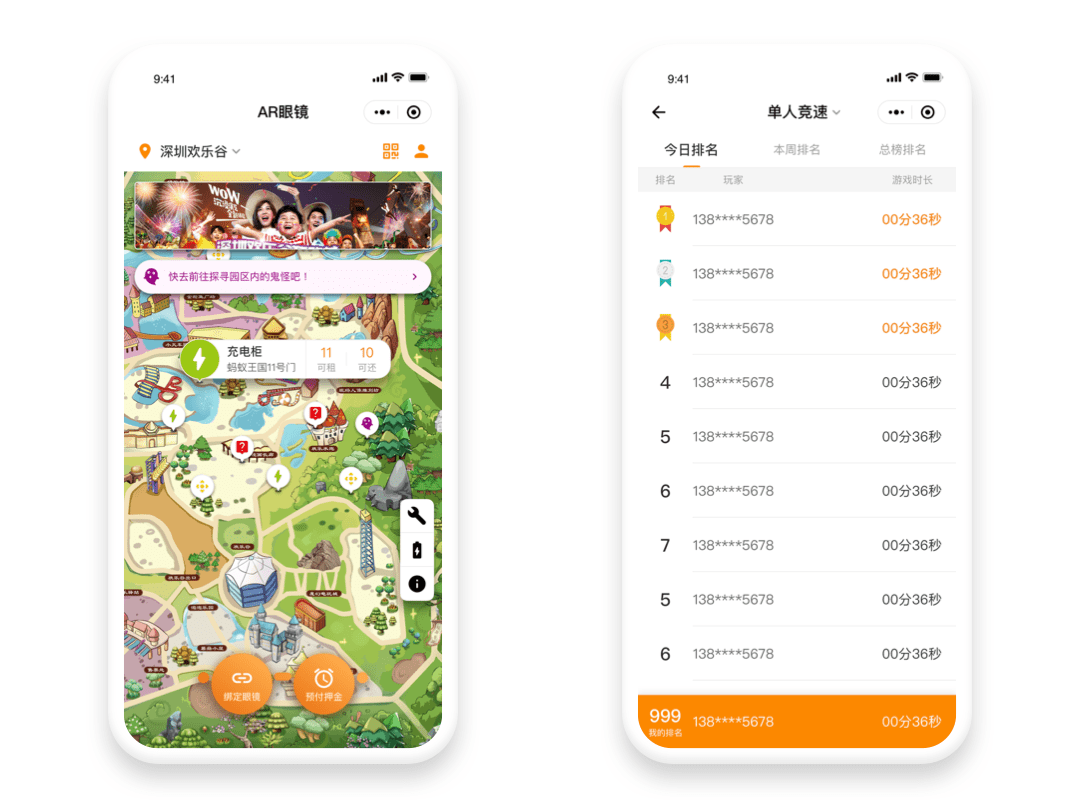 9:41
AR眼镜
深圳欢乐谷
WOW
快去前往探寻园区内的鬼怪吧！
充电柜
蚂蚁王国11号门
11
可租
10
可还
?
?
绑定眼镜
预付押金
9:41
单人竞速
今日排名
本周排名
总榜排名
排名
玩家
游戏时长
1
138****5678
00分36秒
2
138****5678
00分36秒
3
138****5678
00分36秒
4
138****5678
00分36秒
5
138****5678
00分36秒
6
138****5678
00分36秒
7
138****5678
00分36秒
5
138****5678
00分36秒
6
138****5678
00分36秒
999
我的排名
138****5678
00分36秒